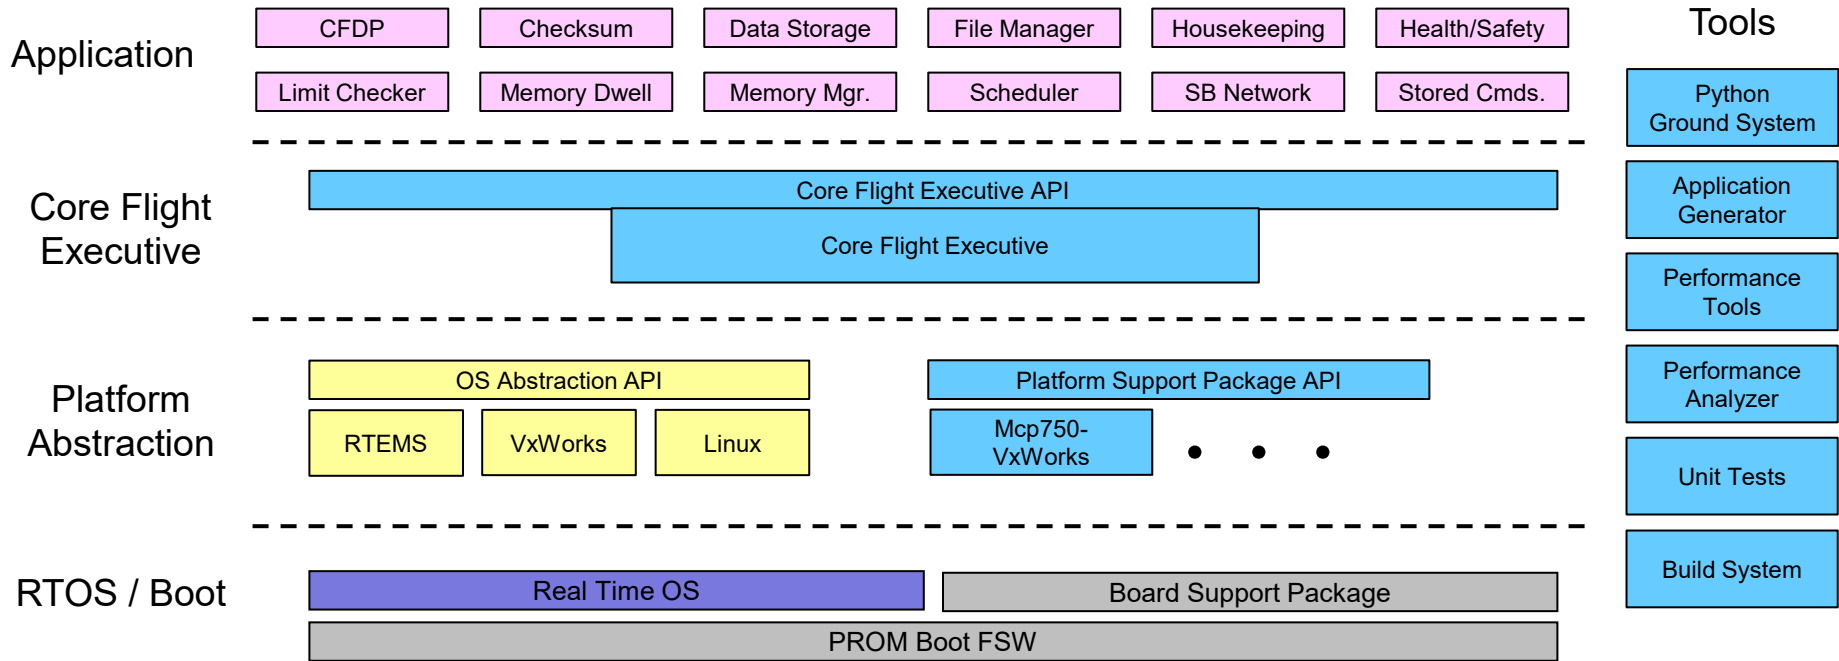 Application
CFDP
Checksum
Data Storage
File Manager
Housekeeping
Health/Safety
Limit Checker
Memory Dwell
Memory Mgr.
Scheduler
SB Network
Stored Cmds.
Core Flight
Executive
Core Flight Executive API
Core Flight Executive
Platform
Abstraction
OS Abstraction API
RTEMS
VxWorks
Linux
Platform Support Package API
Mcp750-
VxWorks
RTOS / Boot
Real Time OS
Board Support Package
PROM Boot FSW
Tools
Python
Ground System
Application
Generator
Performance
Tools
Performance
Analyzer
Unit Tests
Build System